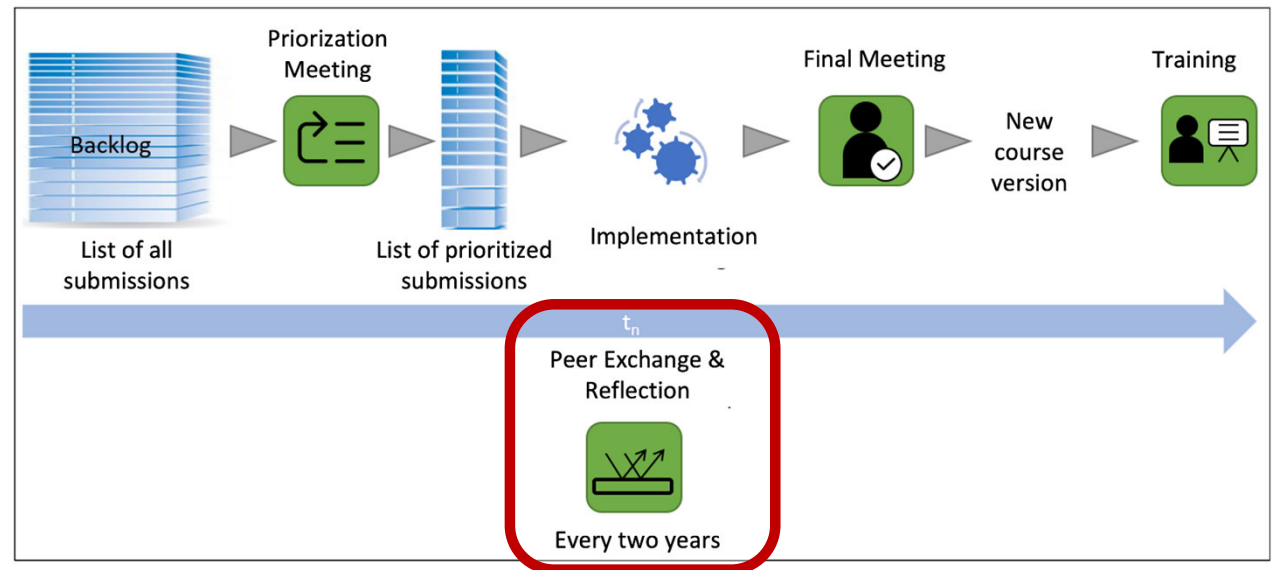 Priorization
Meeting
Final Meeting
Training
Backlog
New
course
version
List of all
submissions
List of prioritized
submissions
Implementation
tn
Peer Exchange &
Reflection
Every two years